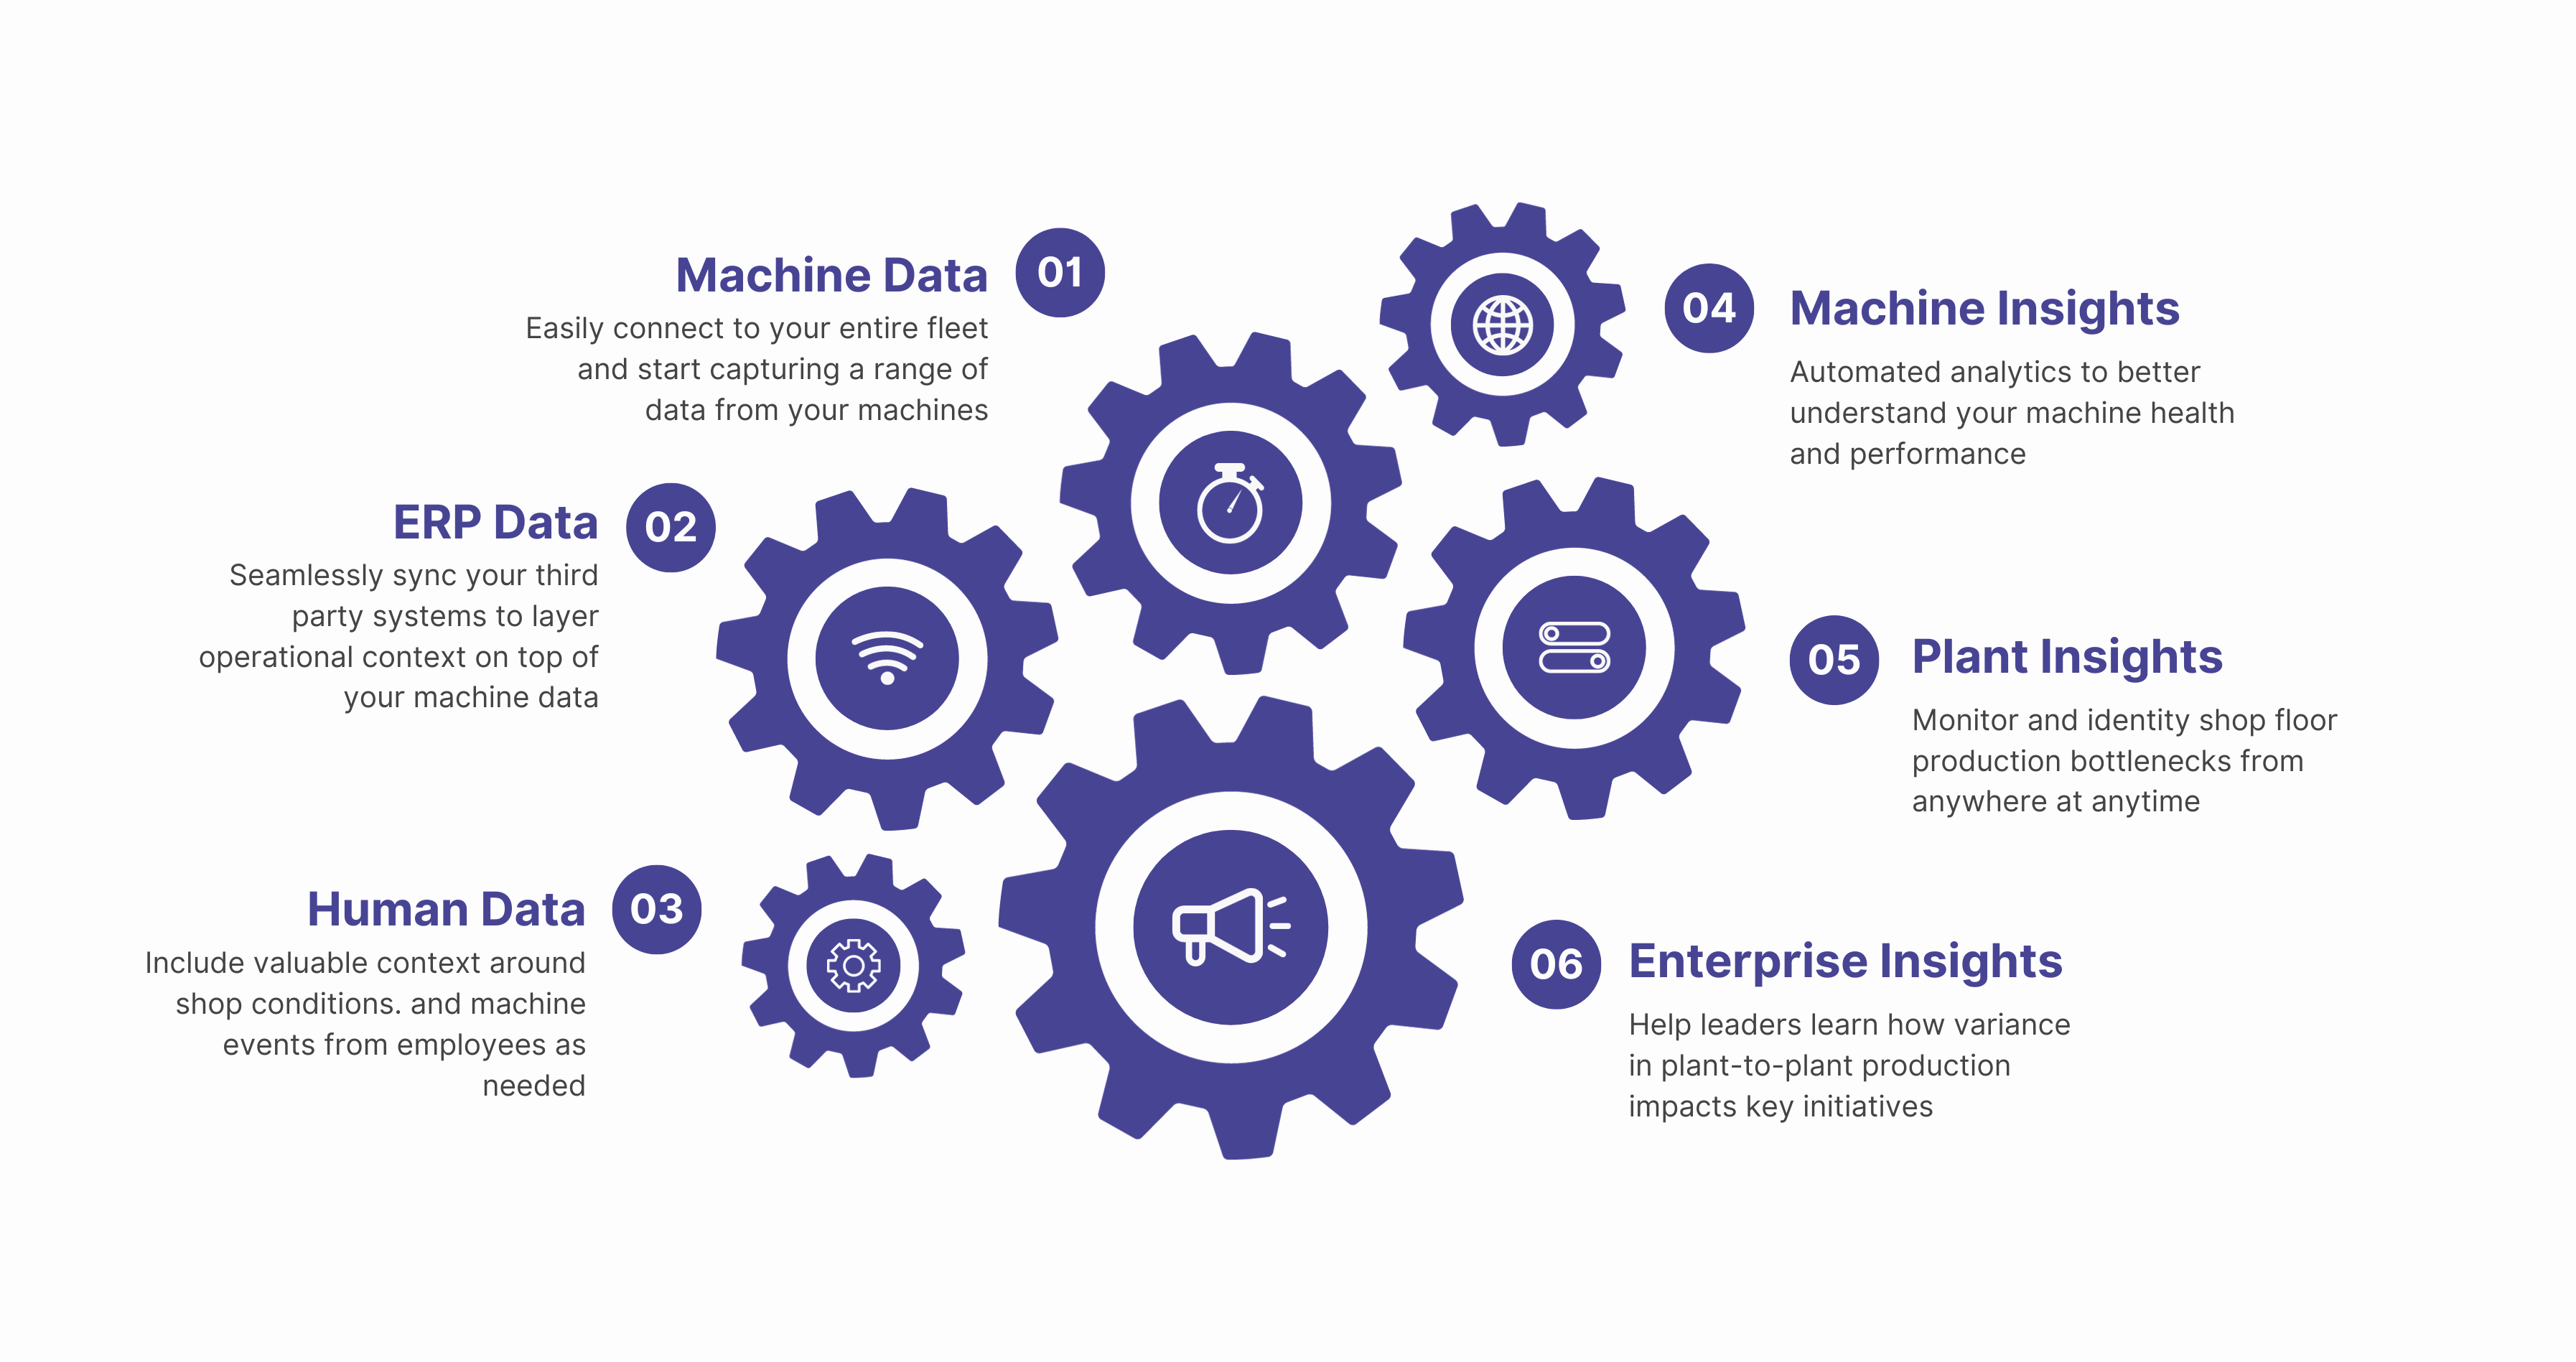 01
Machine Data
Easily connect to your entire fleet
and start capturing a range of
data from your machines
02
ERP Data
Seamlessly sync your third
party systems to layer
operational context on top of
your machine data
03
Human Data
Include valuable context around
shop conditions. and machine
events from employees as
needed
04
Machine Insights
Automated analytics to better
understand your machine health
and performance
05
Plant Insights
Monitor and identity shop floor
production bottlenecks from
anywhere at anytime
06
Enterprise Insights
Help leaders learn how variance
in plant-to-plant production
impacts key initiatives